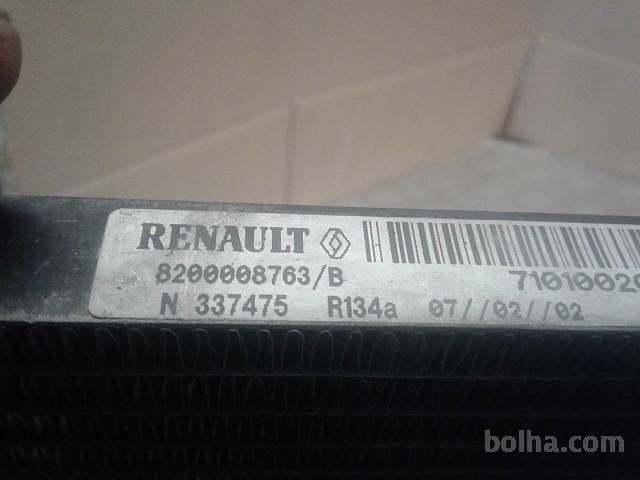 RENAULT
8200008763/B
N 337475 R134a 07//02//02
bolha.com